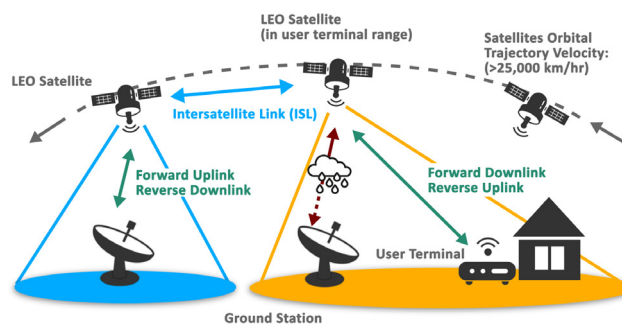 LEO Satellite
(in user terminal range)
Satellites Orbital
Trajectory Velocity:
(>25,000 km/hr)
LEO Satellite
Intersatellite Link (ISL)
Forward Uplink
Reverse Downlink
Forward Downlink
Reverse Uplink
User Terminal
Ground Station